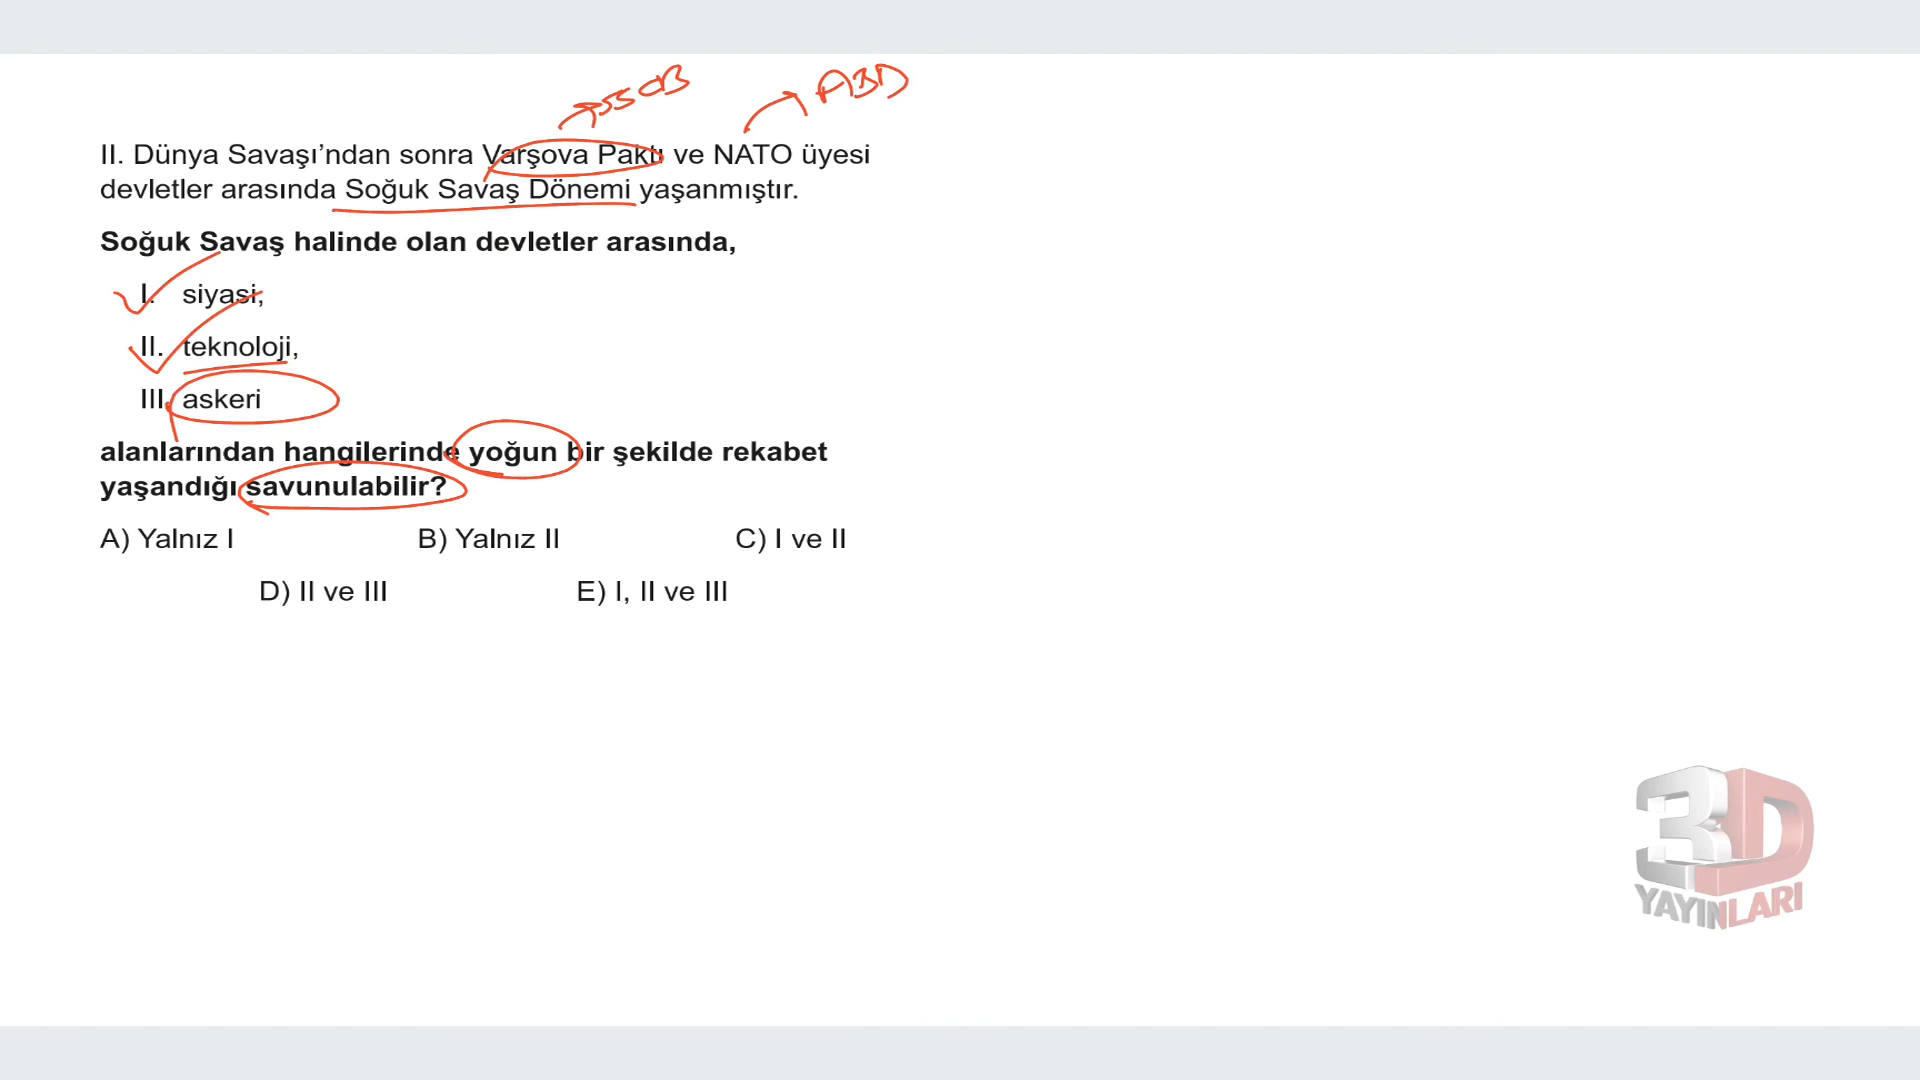 SSCB
ABD
II. Dünya Savaşı’ndan sonra Varşova Paktı ve NATO üyesi
devletler arasında Soğuk Savaş Dönemi yaşanmıştır.
Soğuk Savaş halinde olan devletler arasında,
I. siyasi,
II. teknoloji,
III. askeri
alanlarından hangilerinde yoğun bir şekilde rekabet
yaşandığı savunulabilir?
A) Yalnız I B) Yalnız II C) I ve II
D) II ve III E) I, II ve III
3D
YAYINLARI